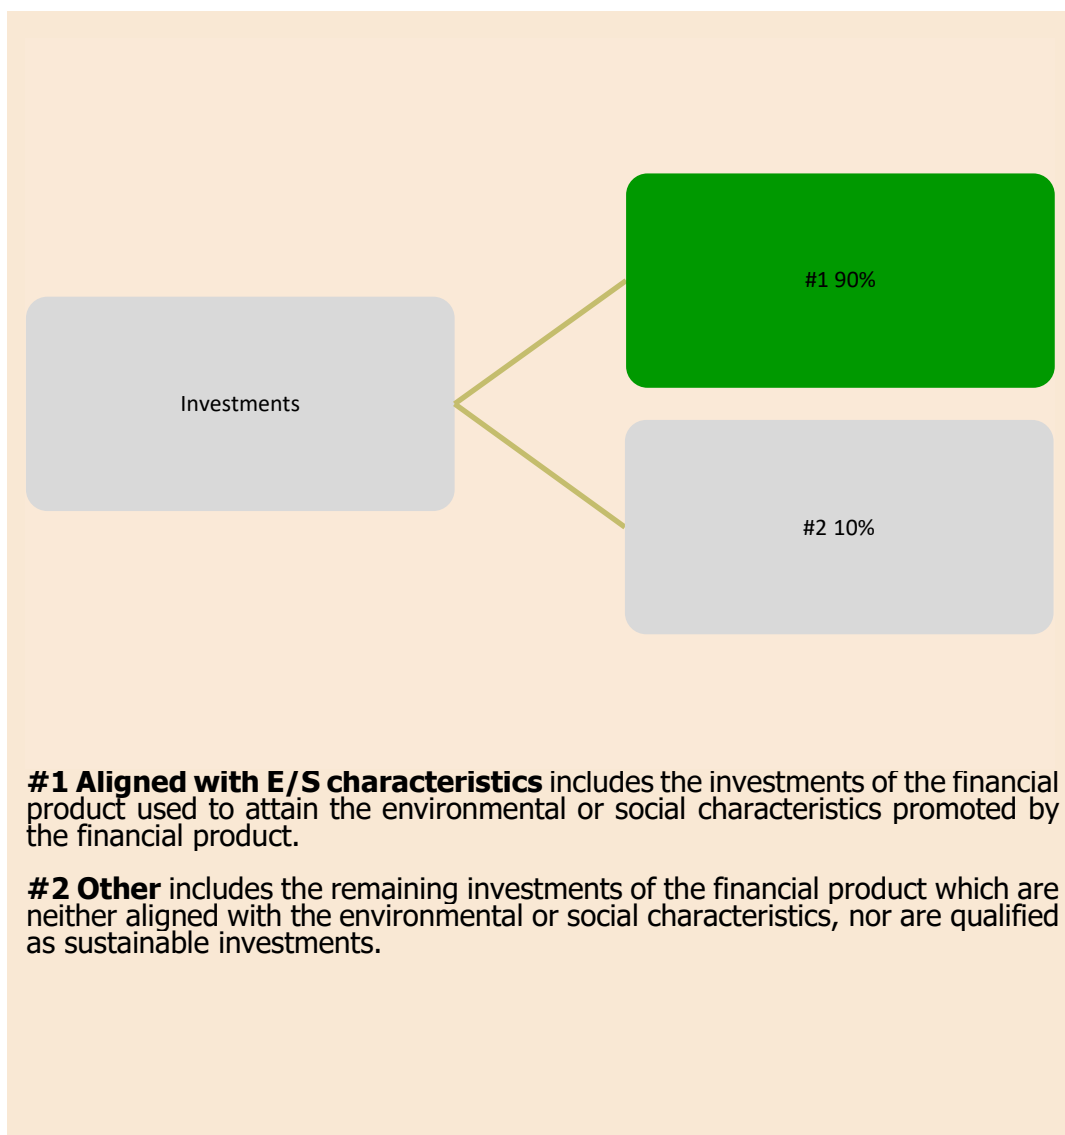 #1 90%
Investments
#2 10%
#1 Aligned with E/S characteristics includes the investments of the financial
product used to attain the environmental or social characteristics promoted by
the financial product.
#2 Other includes the remaining investments of the financial product which are
neither aligned with the environmental or social characteristics, nor are qualified
as sustainable investments.